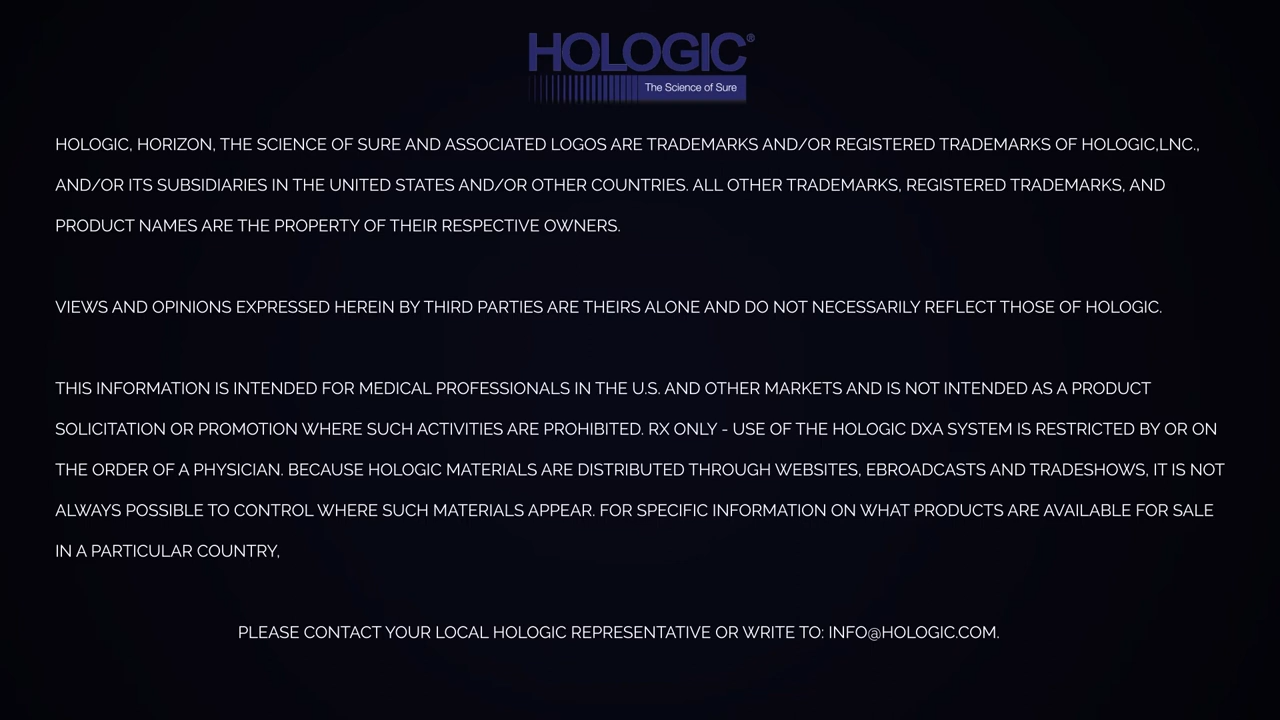 HOLOGIC®
The Science of Sure
HOLOGIC, HORIZON, THE SCIENCE OF SURE AND ASSOCIATED LOGOS ARE TRADEMARKS AND/OR REGISTERED TRADEMARKS OF HOLOGIC,LNC.,
AND/OR ITS SUBSIDIARIES IN THE UNITED STATES AND/OR OTHER COUNTRIES. ALL OTHER TRADEMARKS, REGISTERED TRADEMARKS, AND
PRODUCT NAMES ARE THE PROPERTY OF THEIR RESPECTIVE OWNERS.
VIEWS AND OPINIONS EXPRESSED HEREIN BY THIRD PARTIES ARE THEIRS ALONE AND DO NOT NECESSARILY REFLECT THOSE OF HOLOGIC.
THIS INFORMATION IS INTENDED FOR MEDICAL PROFESSIONALS IN THE U.S. AND OTHER MARKETS AND IS NOT INTENDED AS A PRODUCT
SOLICITATION OR PROMOTION WHERE SUCH ACTIVITIES ARE PROHIBITED. RX ONLY - USE OF THE HOLOGIC DXA SYSTEM IS RESTRICTED BY OR ON
THE ORDER OF A PHYSICIAN. BECAUSE HOLOGIC MATERIALS ARE DISTRIBUTED THROUGH WEBSITES, EBROADCASTS AND TRADESHOWS, IT IS NOT
ALWAYS POSSIBLE TO CONTROL WHERE SUCH MATERIALS APPEAR. FOR SPECIFIC INFORMATION ON WHAT PRODUCTS ARE AVAILABLE FOR SALE
IN A PARTICULAR COUNTRY,
PLEASE CONTACT YOUR LOCAL HOLOGIC REPRESENTATIVE OR WRITE TO: INFO@HOLOGIC.COM.